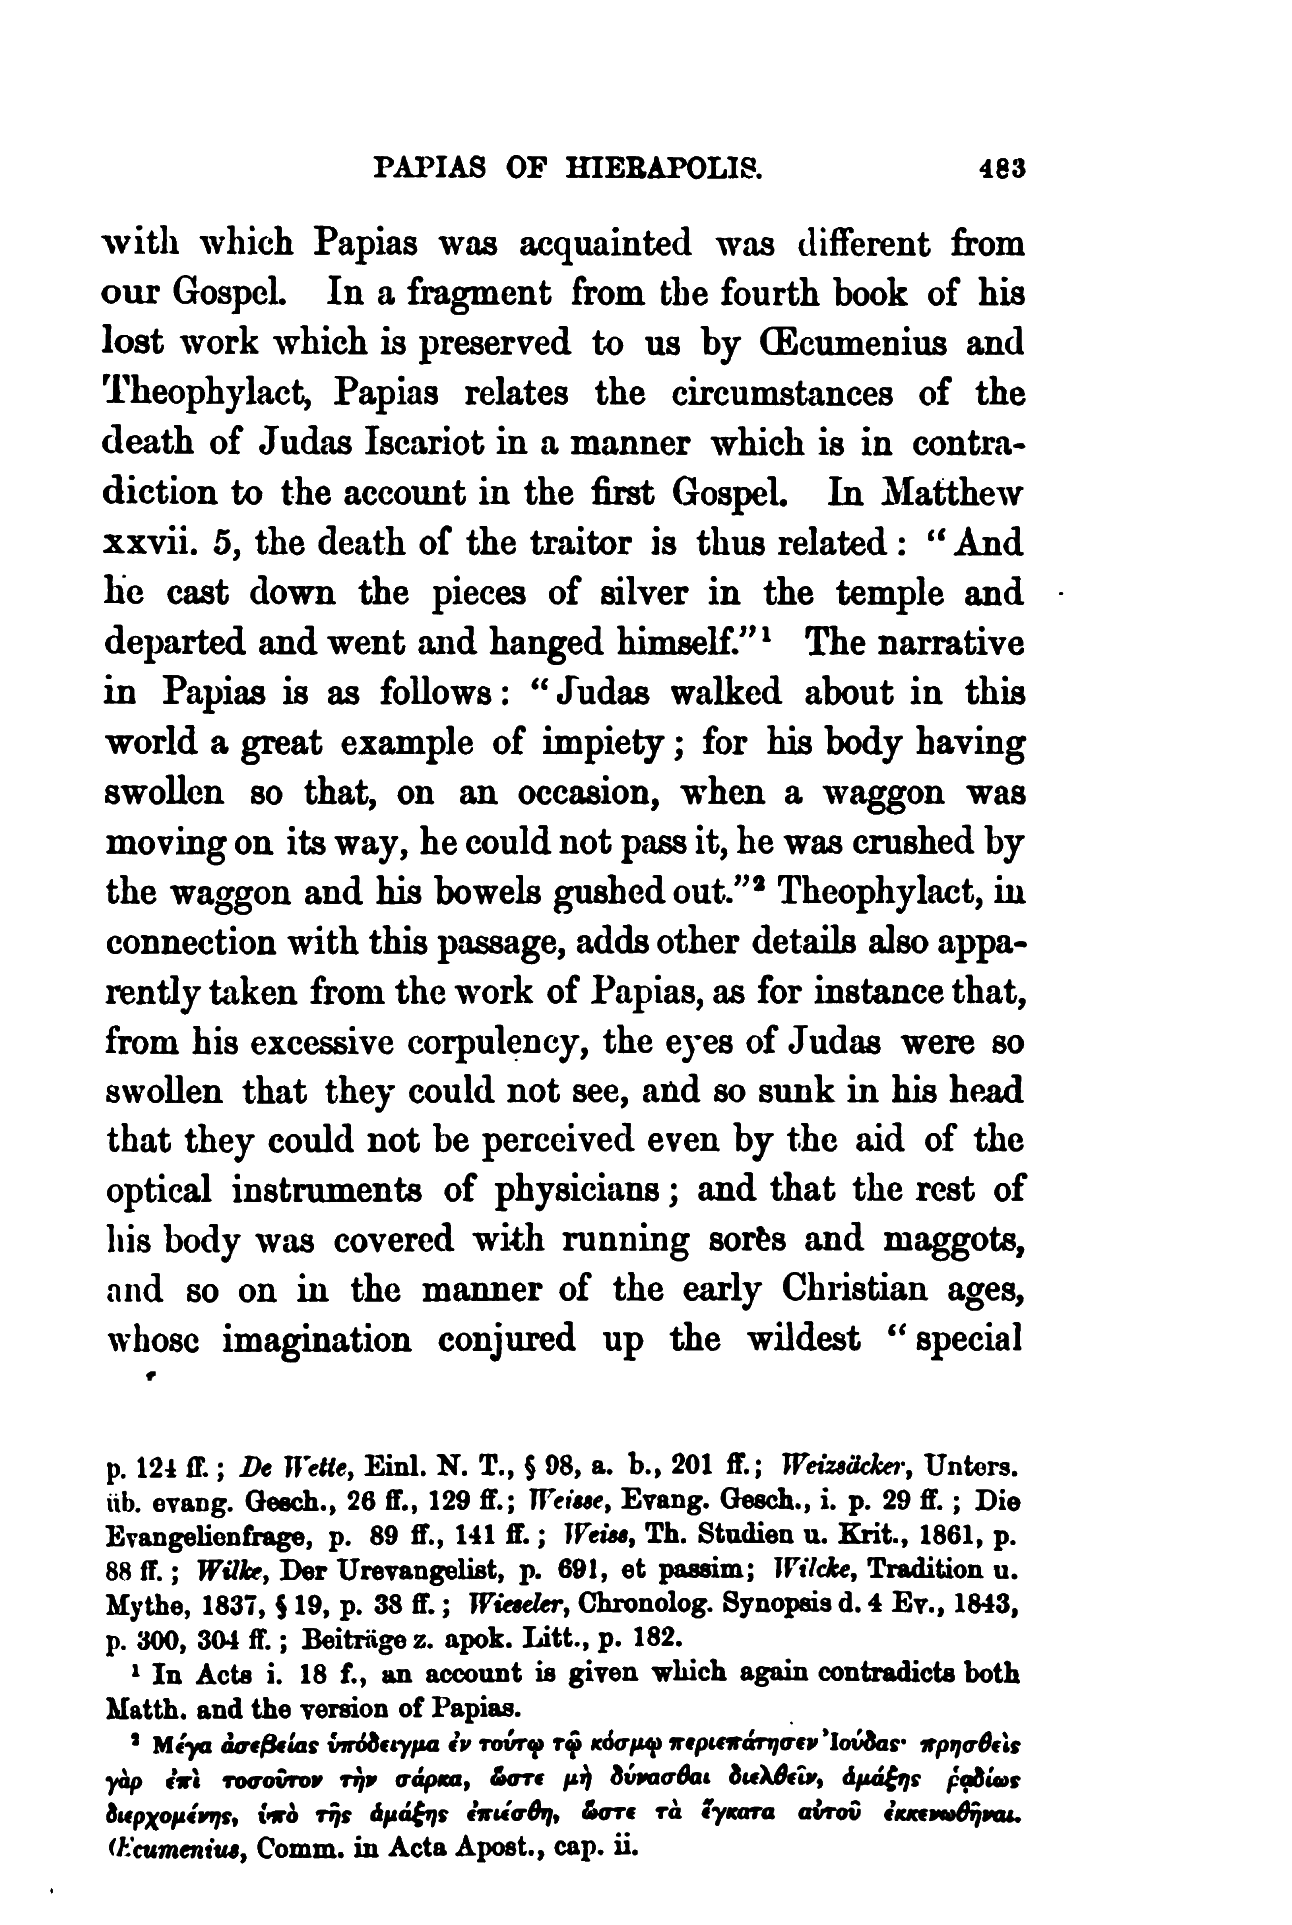 PAPIAS OF HIERAPOLIS. 483
with which Papias was acquainted was different from
our Gospel. In a fragment from the fourth book of his
lost work which is preserved to us by Œcumenius and
Theophylact, Papias relates the circumstances of the
death of Judas Iscariot in a manner which is in contra-
diction to the account in the first Gospel. In Matthew
xxvii. 5, the death of the traitor is thus related : “ And
he cast down the pieces of silver in the temple and
departed and went and hanged himself.”¹ The narrative
in Papias is as follows : “ Judas walked about in this
world a great example of impiety ; for his body having
swollen so that, on an occasion, when a waggon was
moving on its way, he could not pass it, he was crushed by
the waggon and his bowels gushed out.”² Theophylact, in
connection with this passage, adds other details also appa-
rently taken from the work of Papias, as for instance that,
from his excessive corpulency, the eyes of Judas were so
swollen that they could not see, and so sunk in his head
that they could not be perceived even by the aid of the
optical instruments of physicians ; and that the rest of
his body was covered with running sores and maggots,
and so on in the manner of the early Christian ages,
whose imagination conjured up the wildest “ special
p. 124 ff. ; De Wette, Einl. N. T., § 98, a. b., 201 ff.; Weizsäcker, Unters.
üb. evang. Gesch., 26 ff., 129 ff.; Weisse, Evang. Gesch., i. p. 29 ff. ; Die
Evangelienfrage, p. 89 ff., 141 ff. ; Weiss, Th. Studien u. Krit., 1861, p.
88 ff. ; Wilke, Der Urevangelist, p. 691, et passim; Wilcke, Tradition u.
Mythe, 1837, § 19, p. 38 ff. ; Wieseler, Chronolog. Synopsis d. 4 Ev., 1843,
p. 300, 304 ff. ; Beiträge z. apok. Litt., p. 182.
¹ In Acts i. 18 f., an account is given which again contradicts both
Matth. and the version of Papias.
² Μέγα ἀσεβείας ὑπόδειγμα ἐν τούτῳ τῷ κόσμῳ περιεπάτησεν Ἰούδας· πρησθεὶς
γὰρ ἐπὶ τοσοῦτον τὴν σάρκα, ὥστε μὴ δύνασθαι διελθεῖν, ἁμάξης ῥᾳδίως
διερχομένης, ὑπὸ τῆς ἁμάξης ἐπιέσθη, ὥστε τὰ ἔγκατα αὐτοῦ ἐκκενωθῆναι.
Œcumenius, Comm. in Acta Apost., cap. ii.